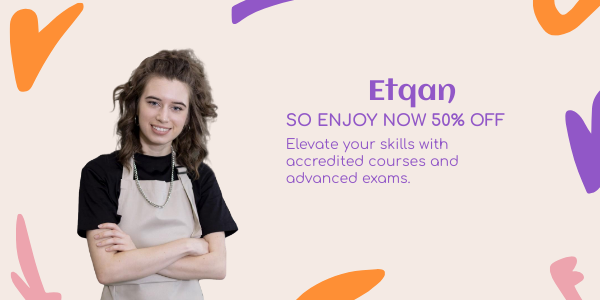 Etqan
SO ENJOY NOW 50% OFF
Elevate your skills with
accredited courses and
advanced exams.